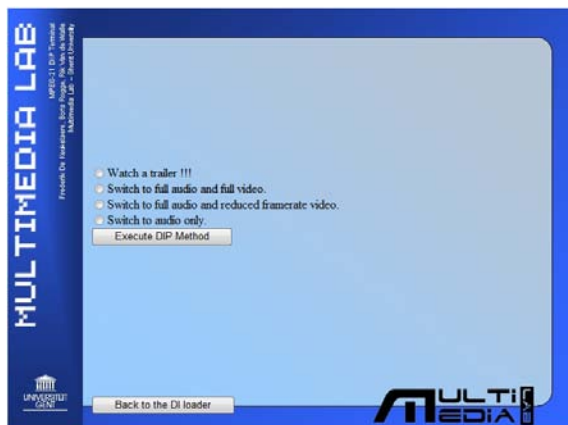 MULTIMEDIA LAB
MPEG-21 DIP Terminal
Frederik De Keukelaere, Boris Rogge, Rik Van de Walle
Multimedia Lab - Ghent University
Watch a trailer !!!
Switch to full audio and full video.
Switch to full audio and reduced framerate video.
Switch to audio only.
Execute DIP Method
UNIVERSITEIT
GENT
Back to the DI loader
MULTI
MEDIA
LAB